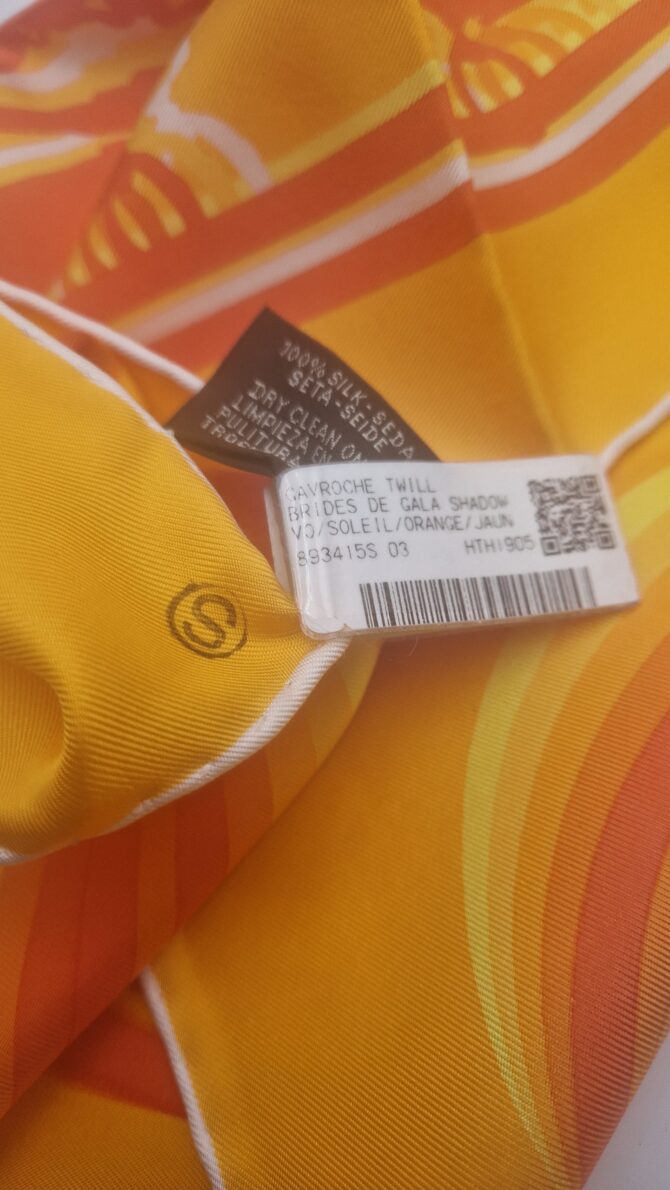 100% SILK-SEDA
SETA-SEIDE
DRY CLEAN
LIMPIEZA EN
PULITURA
GAVROCHE TWILL
BRIDES DE GALA SHADOW
VO/SOLEIL/ORANGE/JAUN
893415S 03 HTH1905
S